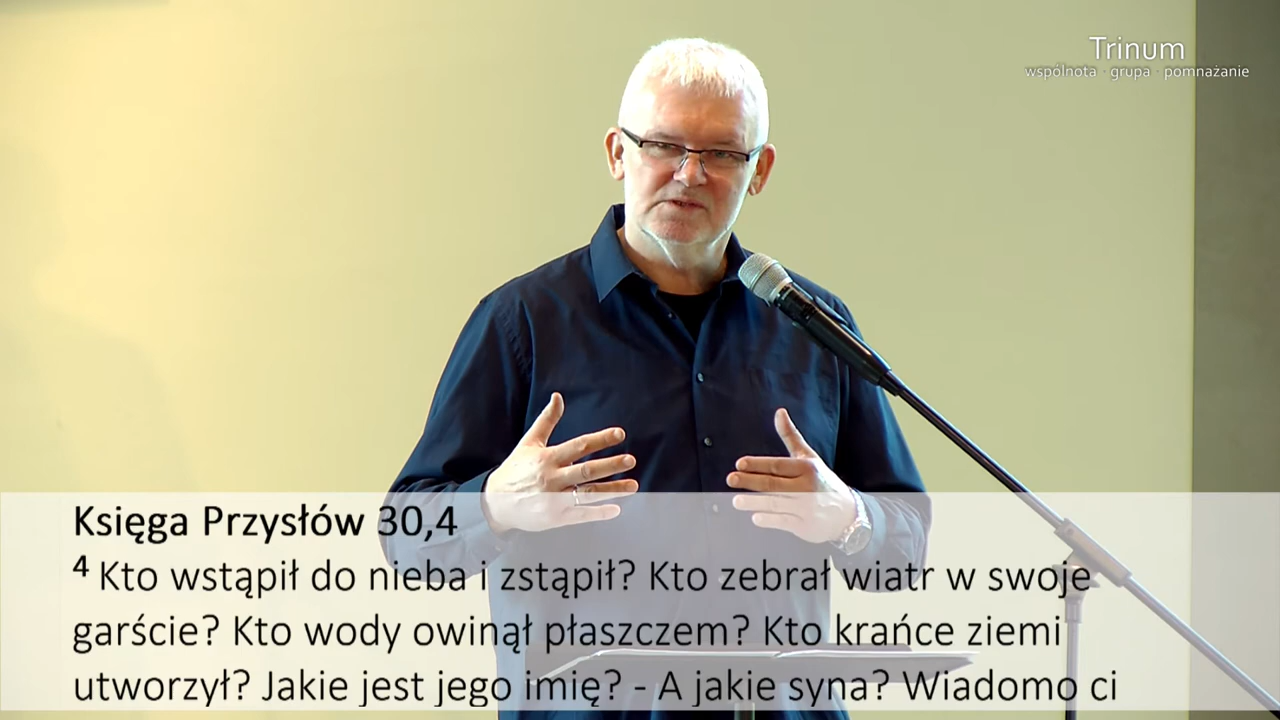 Trinum
wspólnota · grupa · pomnażanie
Księga Przysłów 30,4
4 Kto wstąpił do nieba i zstąpił? Kto zebrał wiatr w swoje
garście? Kto wody owinął płaszczem? Kto krańce ziemi
utworzył? Jakie jest jego imię? - A jakie syna? Wiadomo ci